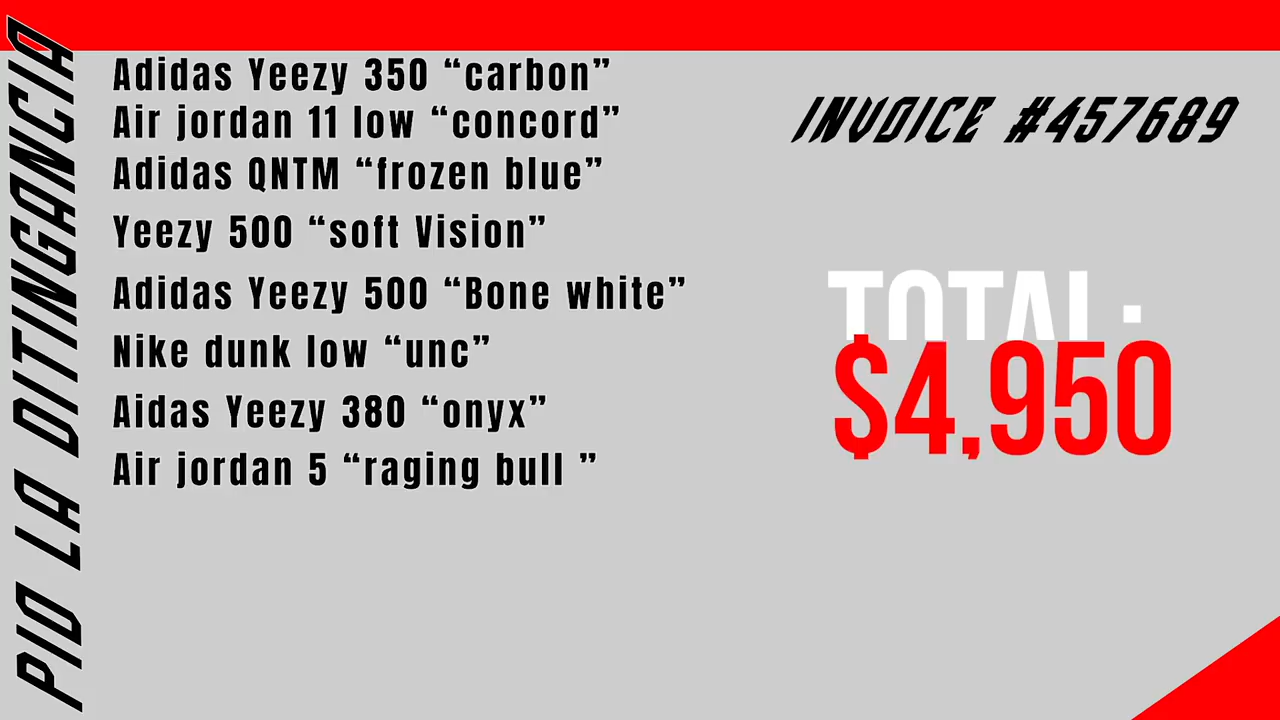 PIO LA DITINGANCIA
Adidas Yeezy 350 “carbon”
Air jordan 11 low “concord”
Adidas QNTM “frozen blue”
Yeezy 500 “soft Vision”
Adidas Yeezy 500 “Bone white”
Nike dunk low “unc”
Aidas Yeezy 380 “onyx”
Air jordan 5 “raging bull ”
INVOICE #457689
TOTAL:
$4,950